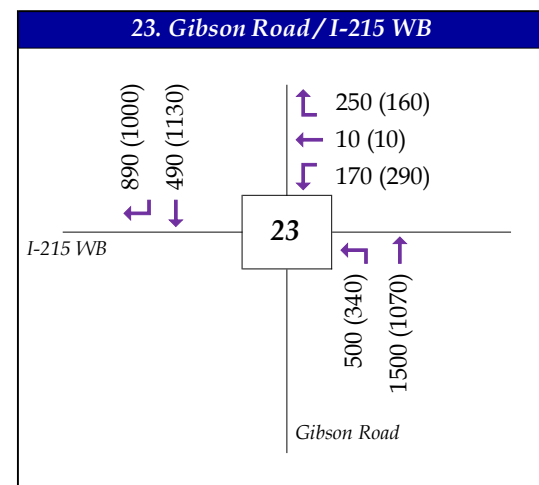 23. Gibson Road / I-215 WB
890 (1000)
490 (1130)
250 (160)
10 (10)
170 (290)
23
I-215 WB
500 (340)
1500 (1070)
Gibson Road